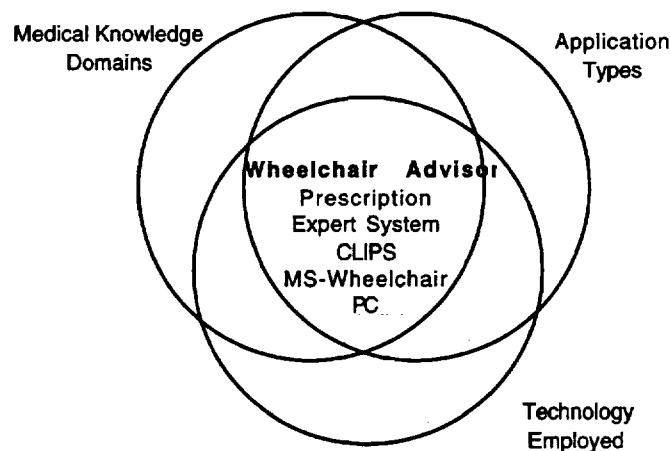 Medical Knowledge
Domains
Application
Types
Wheelchair Advisor
Prescription
Expert System
CLIPS
MS-Wheelchair
PC
Technology
Employed